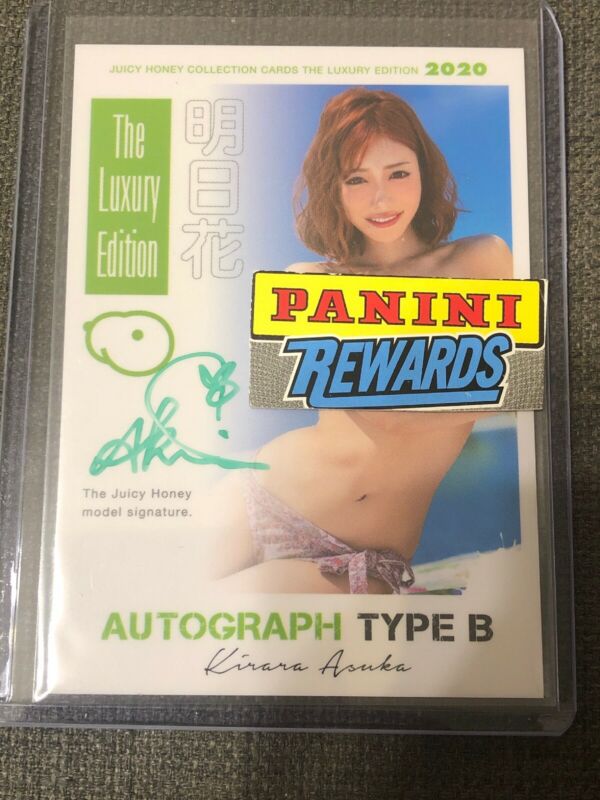 JUICY HONEY COLLECTION CARDS THE LUXURY EDITION 2020
The
Luxury
Edition
明日花
PANINI
REWARDS
The Juicy Honey
model signature.
AUTOGRAPH TYPE B
Kirara Asuka